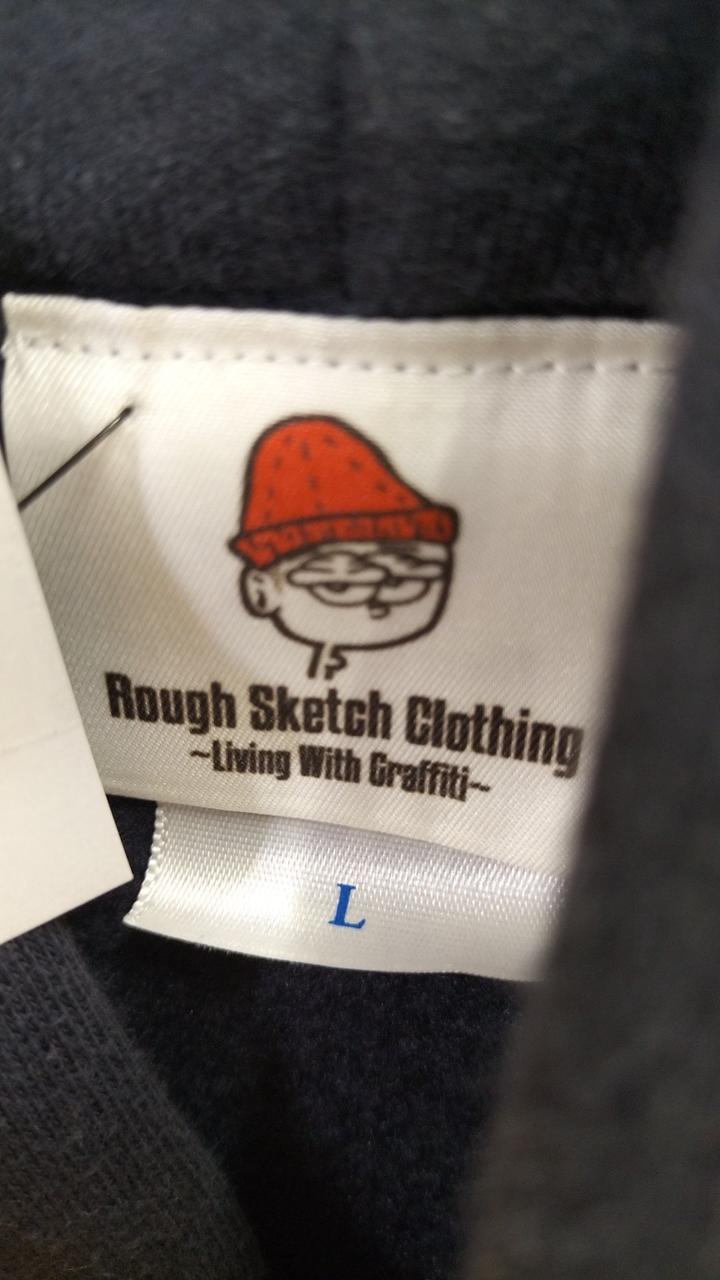 Rough Sketch Clothing
~Living With Graffiti~
L